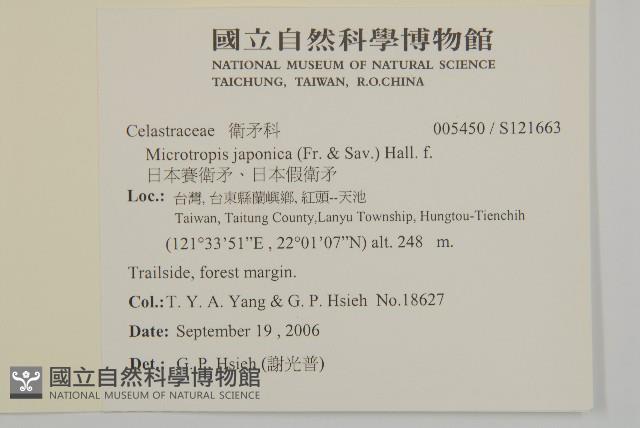 國立自然科學博物館
NATIONAL MUSEUM OF NATURAL SCIENCE
TAICHUNG, TAIWAN, R.O.CHINA
Celastraceae 衛矛科 005450 / S121663
Microtropis japonica (Fr. & Sav.) Hall. f.
日本賽衛矛、日本假衛矛
Loc.: 台灣, 台東縣蘭嶼鄉, 紅頭--天池
Taiwan, Taitung County,Lanyu Township, Hungtou-Tienchih
(121°33'51”E , 22°01'07”N) alt. 248 m.
Trailside, forest margin.
Col.: T. Y. A. Yang & G. P. Hsieh No.18627
Date: September 19 , 2006
Det.: G. P. Hsieh (謝光普)
國立自然科學博物館
NATIONAL MUSEUM OF NATURAL SCIENCE